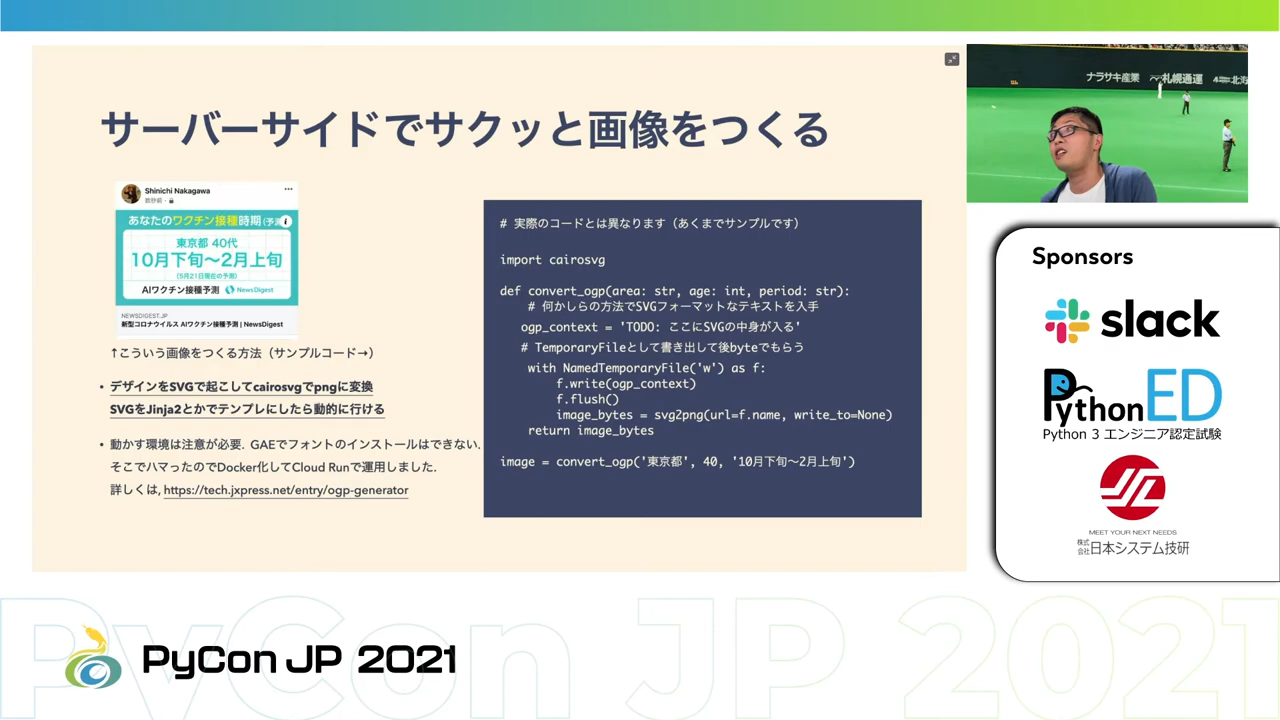 サーバーサイドでサクッと画像をつくる
Shinichi Nakagawa
数秒前
あなたのワクチン接種時期(予測
東京都 40代
10月下旬〜2月上旬
(5月21日現在の予測)
AIワクチン接種予測 NewsDigest
NEWSDIGEST.JP
新型コロナウイルス AIワクチン接種予測 | NewsDigest
↑こういう画像をつくる方法（サンプルコード→）
• デザインをSVGで起こしてcairosvgでpngに変換
SVGをJinja2とかでテンプレにしたら動的に行ける
• 動かす環境は注意が必要. GAEでフォントのインストールはできない.
そこでハマったのでDocker化してCloud Runで運用しました.
詳しくは, https://tech.jxpress.net/entry/ogp-generator
# 実際のコードとは異なります（あくまでサンプルです）
import cairosvg
def convert_ogp(area: str, age: int, period: str):
# 何かしらの方法でSVGフォーマットなテキストを入手
ogp_context = 'TODO: ここにSVGの中身が入る'
# TemporaryFileとして書き出して後byteでもらう
with NamedTemporaryFile('w') as f:
f.write(ogp_context)
f.flush()
image_bytes = svg2png(url=f.name, write_to=None)
return image_bytes
image = convert_ogp('東京都', 40, '10月下旬〜2月上旬')
ナラサキ産業 札幌通運
Sponsors
slack
PythonED
Python 3 エンジニア認定試験
MEET YOUR NEXT NEEDS
株式会社日本システム技研
PyCon JP 2021
PyCon JP 2021